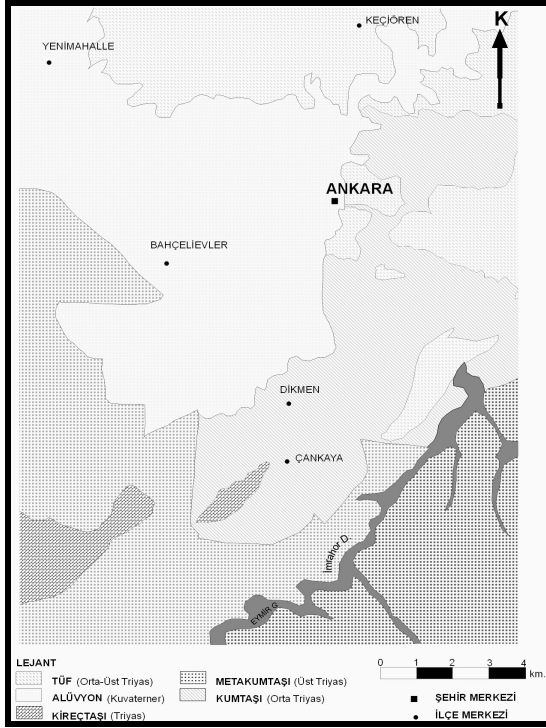 KEÇİÖREN
K
YENİMAHALLE
ANKARA
BAHÇELİEVLER
DİKMEN
ÇANKAYA
İmrahor D.
EYMİR G.
LEJANT
TÜF (Orta-Üst Triyas)
METAKUMTAŞI (Üst Triyas)
0 1 2 3 4
km.
ALÜVYON (Kuvaterner)
KUMTAŞI (Orta Triyas)
ŞEHİR MERKEZİ
KİREÇTAŞI (Triyas)
İLÇE MERKEZİ